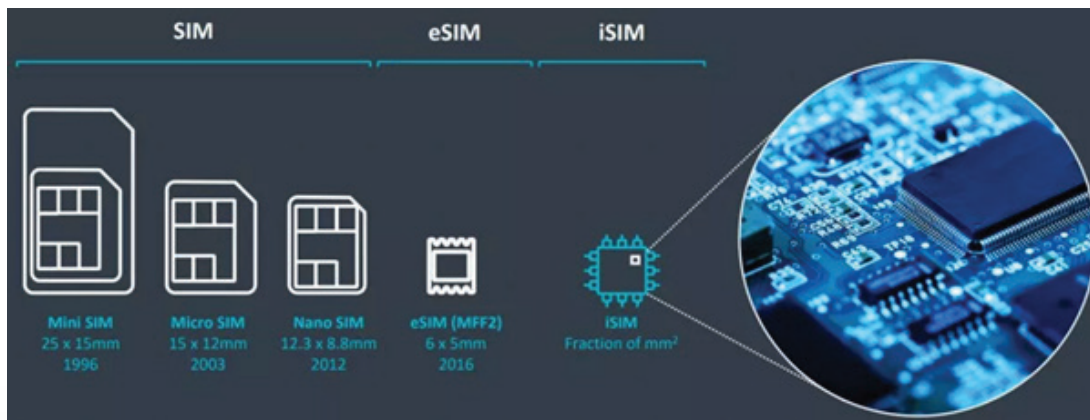 SIM
eSIM
iSIM
Mini SIM
25 x 15mm
1996
Micro SIM
15 x 12mm
2003
Nano SIM
12.3 x 8.8mm
2012
eSIM (MFF2)
6 x 5mm
2016
iSIM
Fraction of mm²